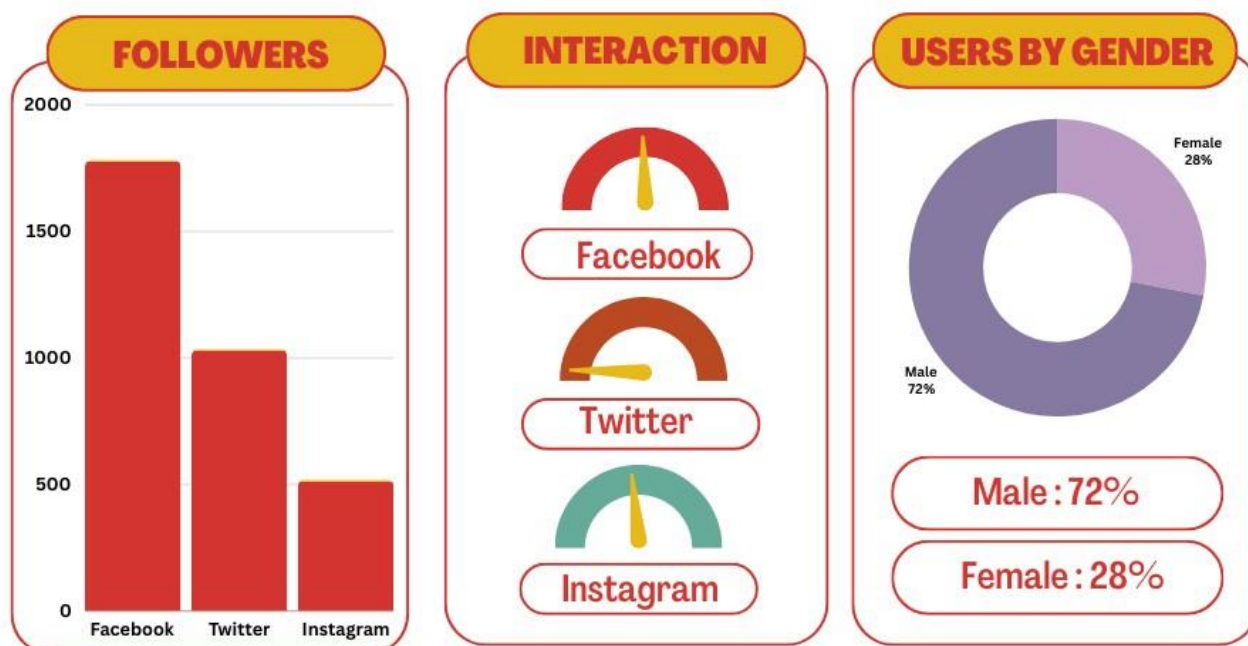 FOLLOWERS
2000
1500
1000
500
0
Facebook Twitter Instagram
INTERACTION
Facebook
Twitter
Instagram
USERS BY GENDER
Female
28%
Male
72%
Male : 72%
Female : 28%